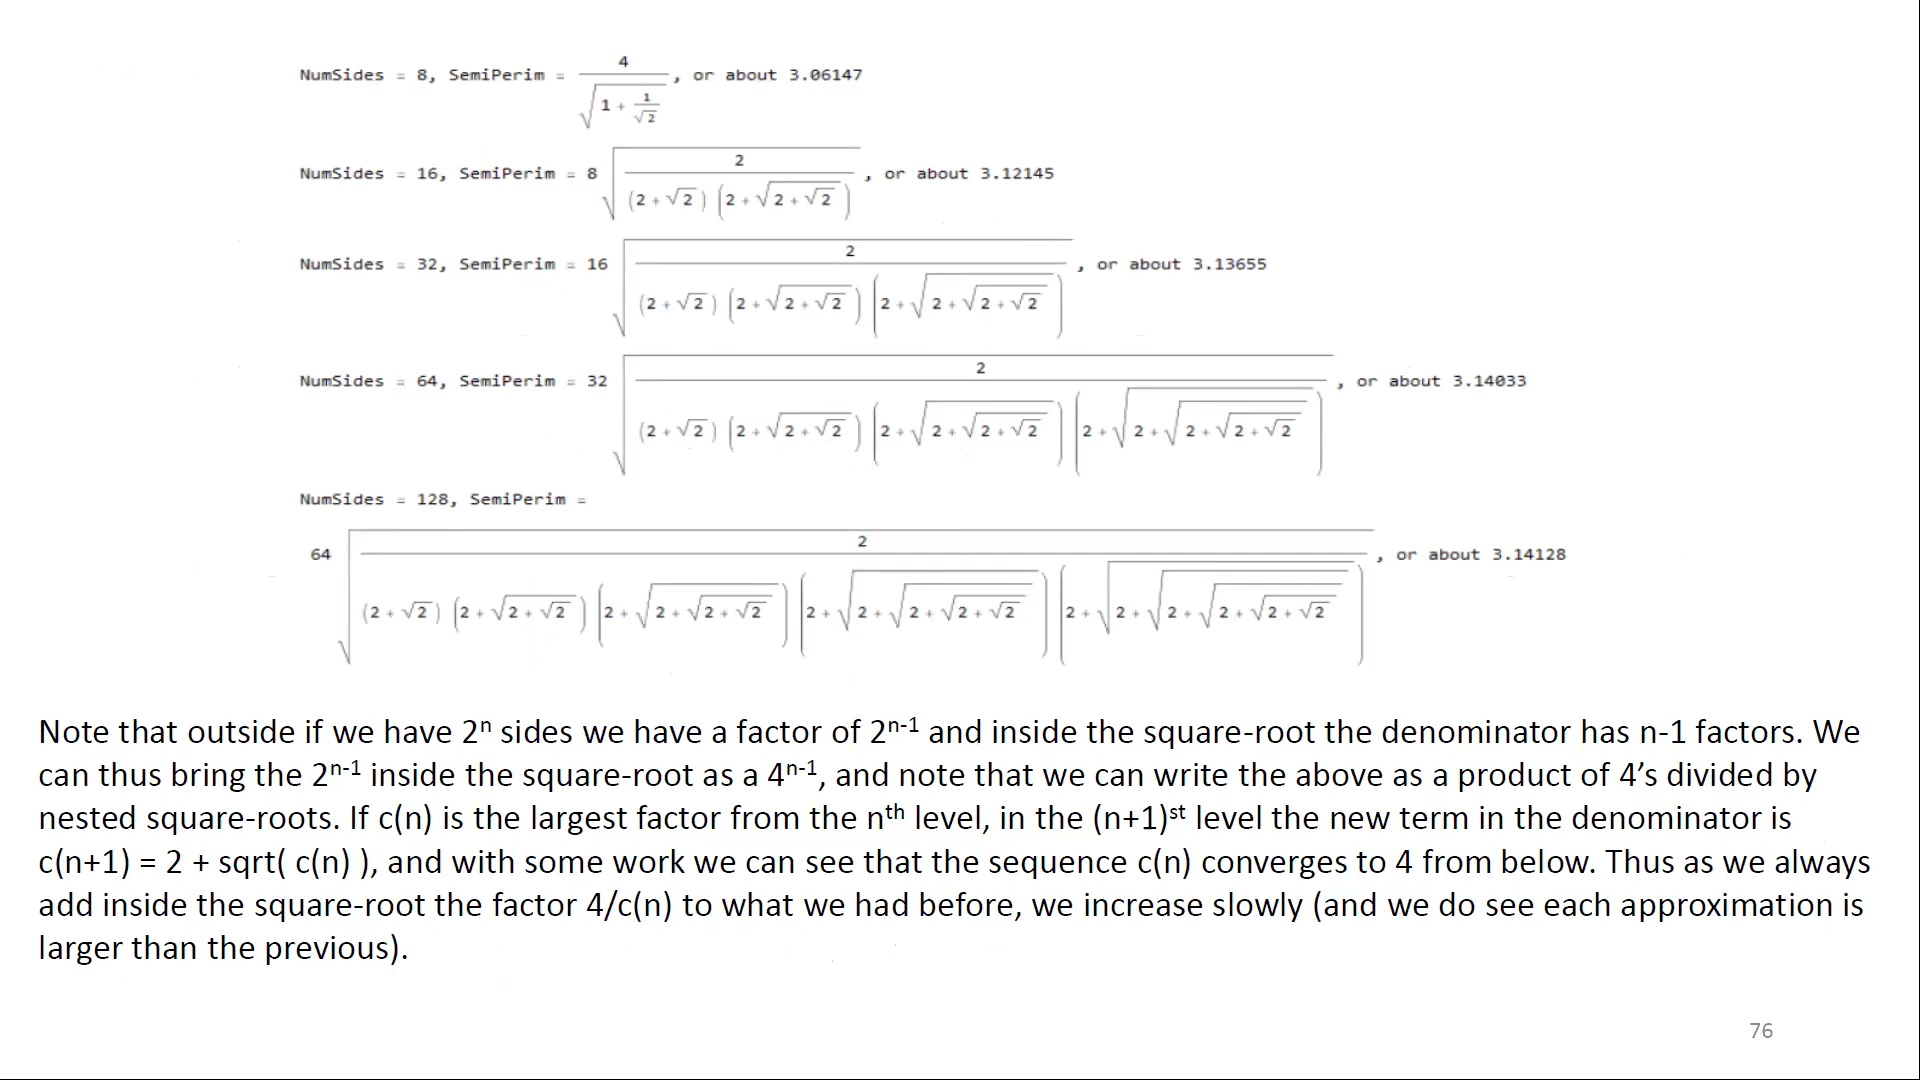 NumSides = 8, SemiPerim = 4 / √(1 + 1/√2), or about 3.06147
NumSides = 16, SemiPerim = 8 √(2 / ((2 + √2) (2 + √(2 + √2)))), or about 3.12145
NumSides = 32, SemiPerim = 16 √(2 / ((2 + √2) (2 + √(2 + √2)) (2 + √(2 + √(2 + √2))))), or about 3.13655
NumSides = 64, SemiPerim = 32 √(2 / ((2 + √2) (2 + √(2 + √2)) (2 + √(2 + √(2 + √2))) (2 + √(2 + √(2 + √(2 + √2)))))), or about 3.14033
NumSides = 128, SemiPerim =
64 √(2 / ((2 + √2) (2 + √(2 + √2)) (2 + √(2 + √(2 + √2))) (2 + √(2 + √(2 + √(2 + √2)))) (2 + √(2 + √(2 + √(2 + √(2 + √2))))))), or about 3.14128
Note that outside if we have 2ⁿ sides we have a factor of 2ⁿ⁻¹ and inside the square-root the denominator has n-1 factors. We
can thus bring the 2ⁿ⁻¹ inside the square-root as a 4ⁿ⁻¹, and note that we can write the above as a product of 4’s divided by
nested square-roots. If c(n) is the largest factor from the nᵗʰ level, in the (n+1)ˢᵗ level the new term in the denominator is
c(n+1) = 2 + sqrt( c(n) ), and with some work we can see that the sequence c(n) converges to 4 from below. Thus as we always
add inside the square-root the factor 4/c(n) to what we had before, we increase slowly (and we do see each approximation is
larger than the previous).
76